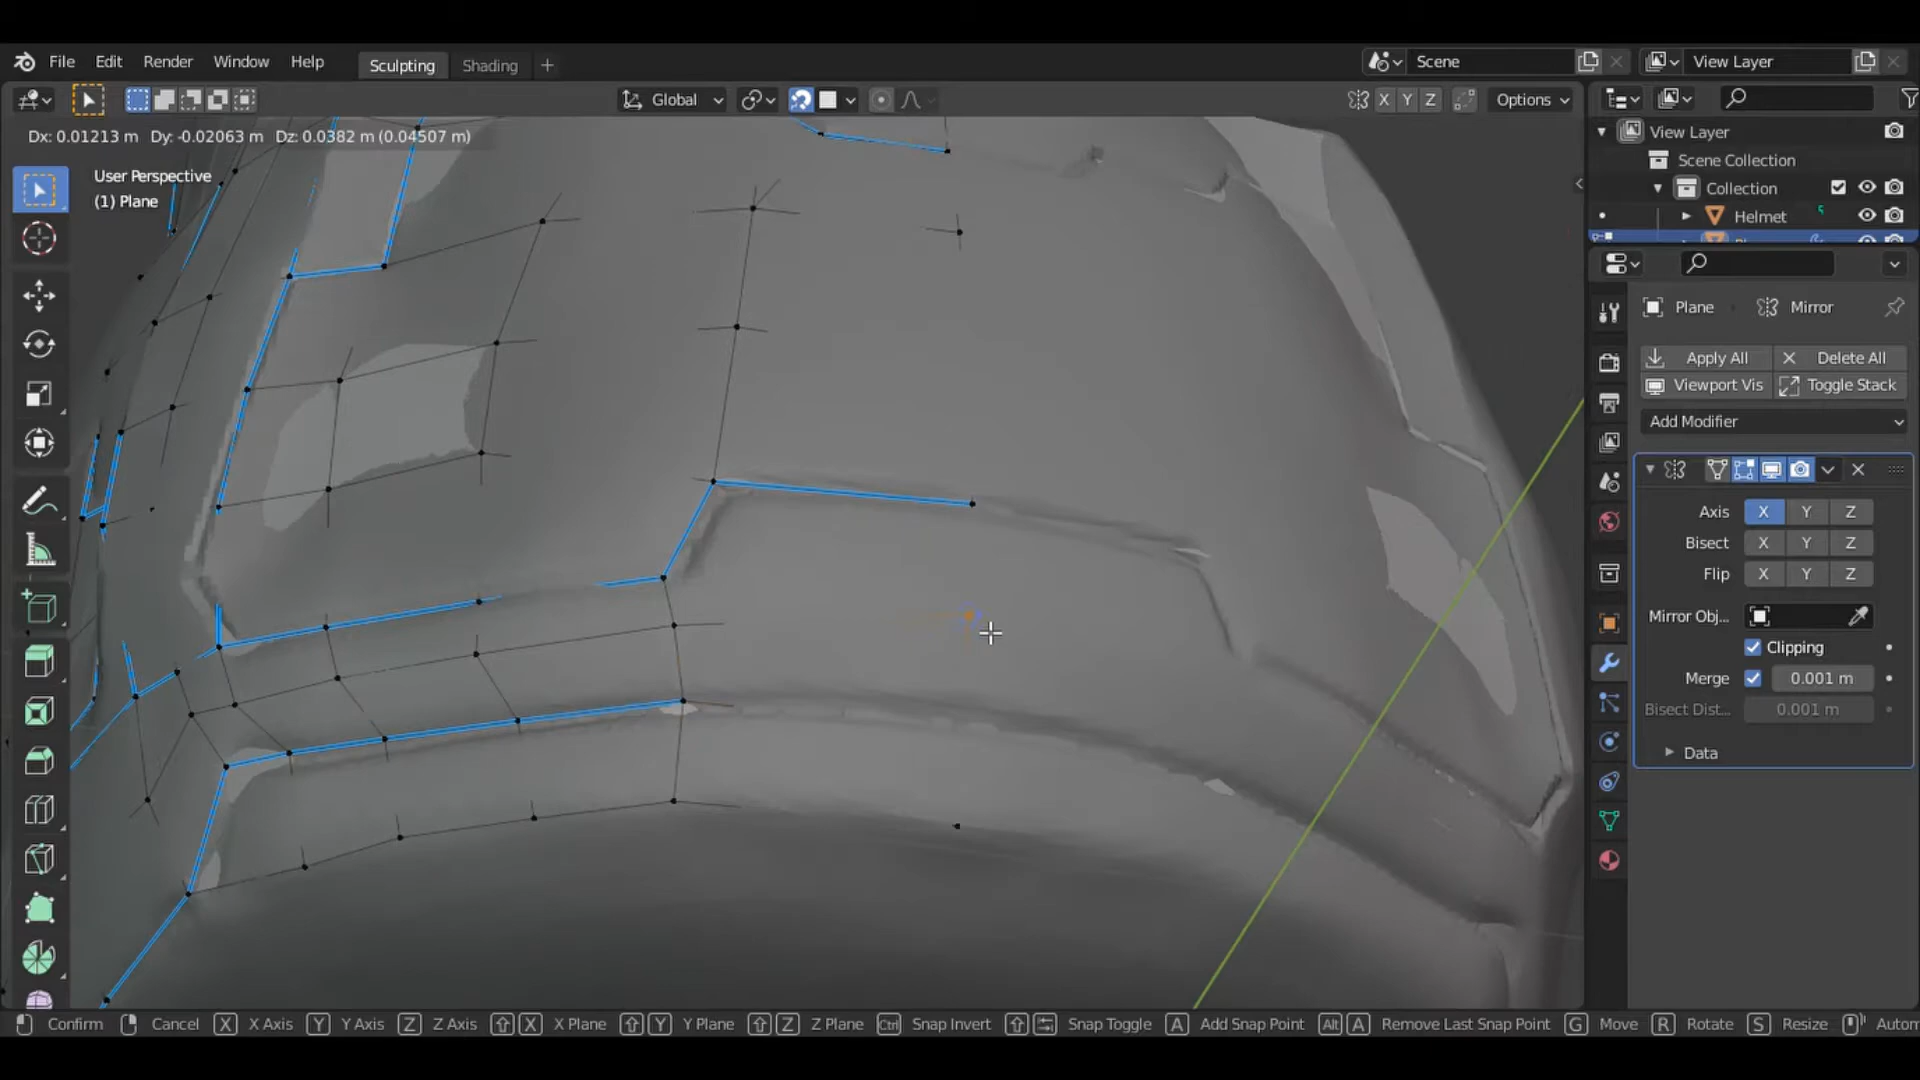 File Edit Render Window Help Sculpting Shading + Scene View Layer
Global X Y Z Options
Dx: 0.01213 m Dy: -0.02063 m Dz: 0.0382 m (0.04507 m)
View Layer
Scene Collection
User Perspective
Collection
(1) Plane
Helmet
Plane Mirror
Apply All Delete All
Viewport Vis Toggle Stack
Add Modifier
Axis X Y Z
Bisect X Y Z
Flip X Y Z
Mirror Obj...
Clipping
Merge 0.001 m
Bisect Dist... 0.001 m
Data
Confirm Cancel X X Axis Y Y Axis Z Z Axis X X Plane Y Y Plane Z Z Plane Ctrl Snap Invert Snap Toggle A Add Snap Point Alt A Remove Last Snap Point G Move R Rotate S Resize Autom